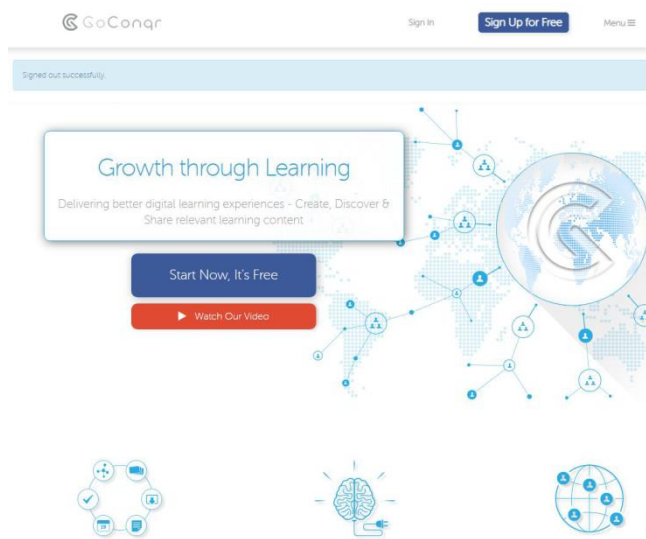 GoConqr
Sign In
Sign Up for Free
Menu
Signed out successfully.
Growth through Learning
Delivering better digital learning experiences - Create, Discover &
Share relevant learning content
Start Now, It's Free
Watch Our Video